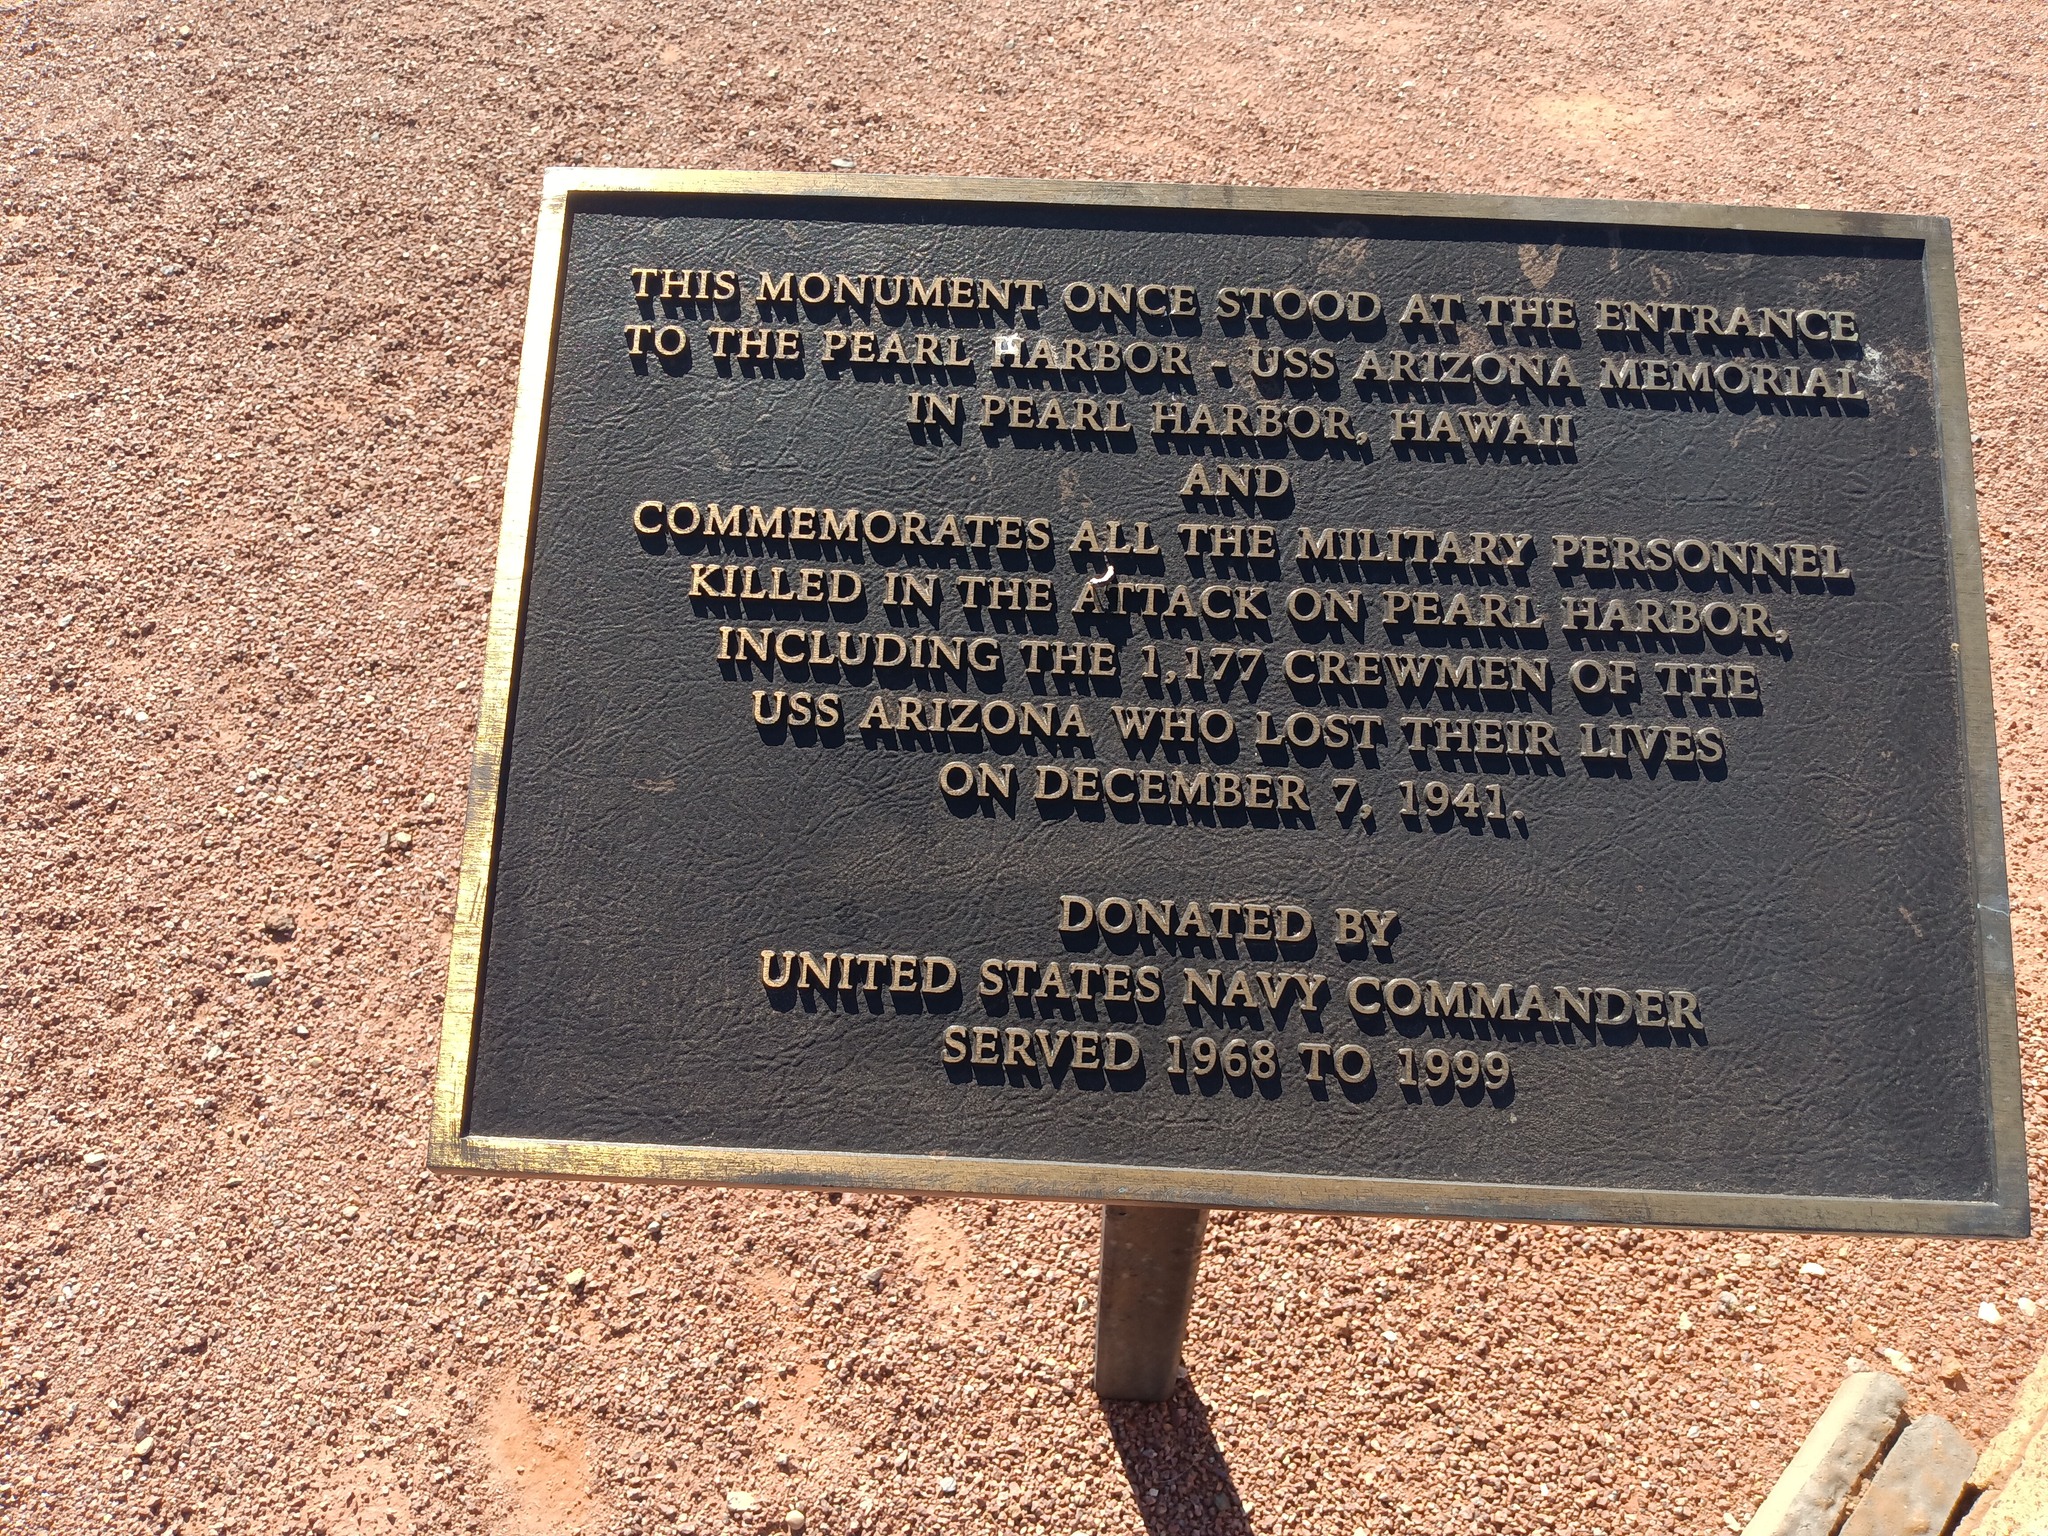 THIS MONUMENT ONCE STOOD AT THE ENTRANCE
TO THE PEARL HARBOR - USS ARIZONA MEMORIAL
IN PEARL HARBOR, HAWAII
AND
COMMEMORATES ALL THE MILITARY PERSONNEL
KILLED IN THE ATTACK ON PEARL HARBOR,
INCLUDING THE 1,177 CREWMEN OF THE
USS ARIZONA WHO LOST THEIR LIVES
ON DECEMBER 7, 1941.
DONATED BY
UNITED STATES NAVY COMMANDER
SERVED 1968 TO 1999